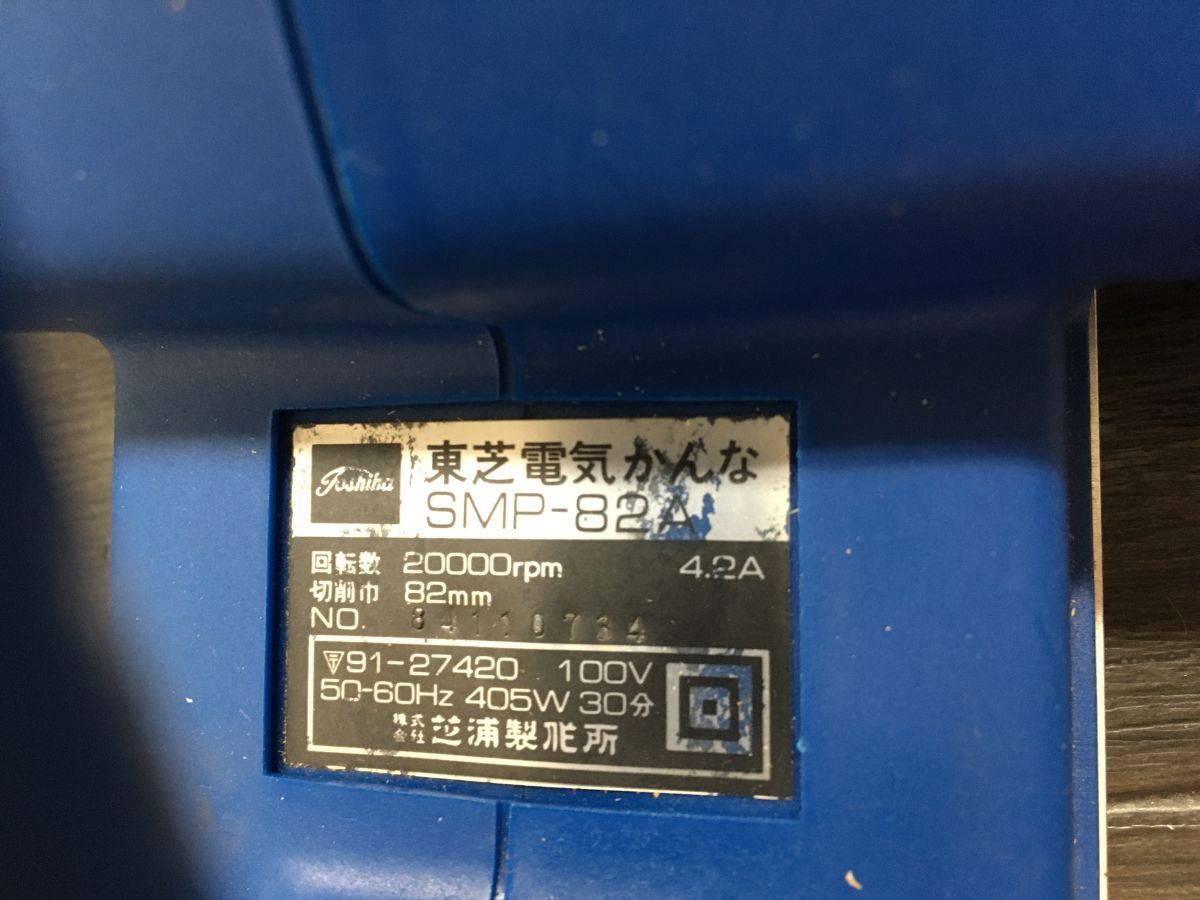 Toshiba
東芝電気かんな
SMP-82A
回転数 20000rpm 4.2A
切削巾 82mm
NO. 84110734
〒91-27420 100V
50-60Hz 405W 30分
株式会社 芝浦製作所